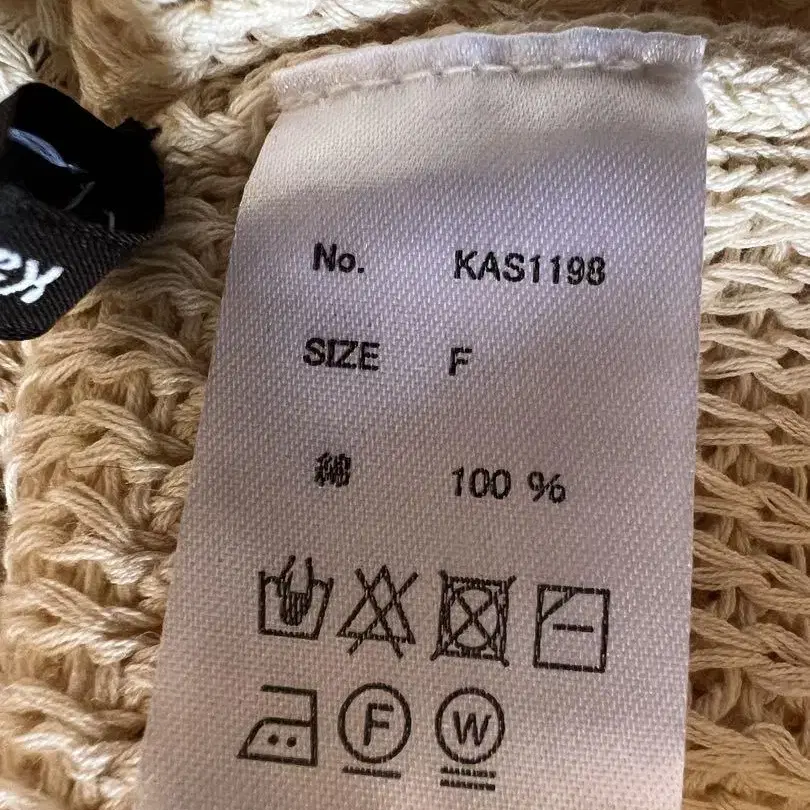 No. KAS1198
SIZE F
綿 100 %
F W